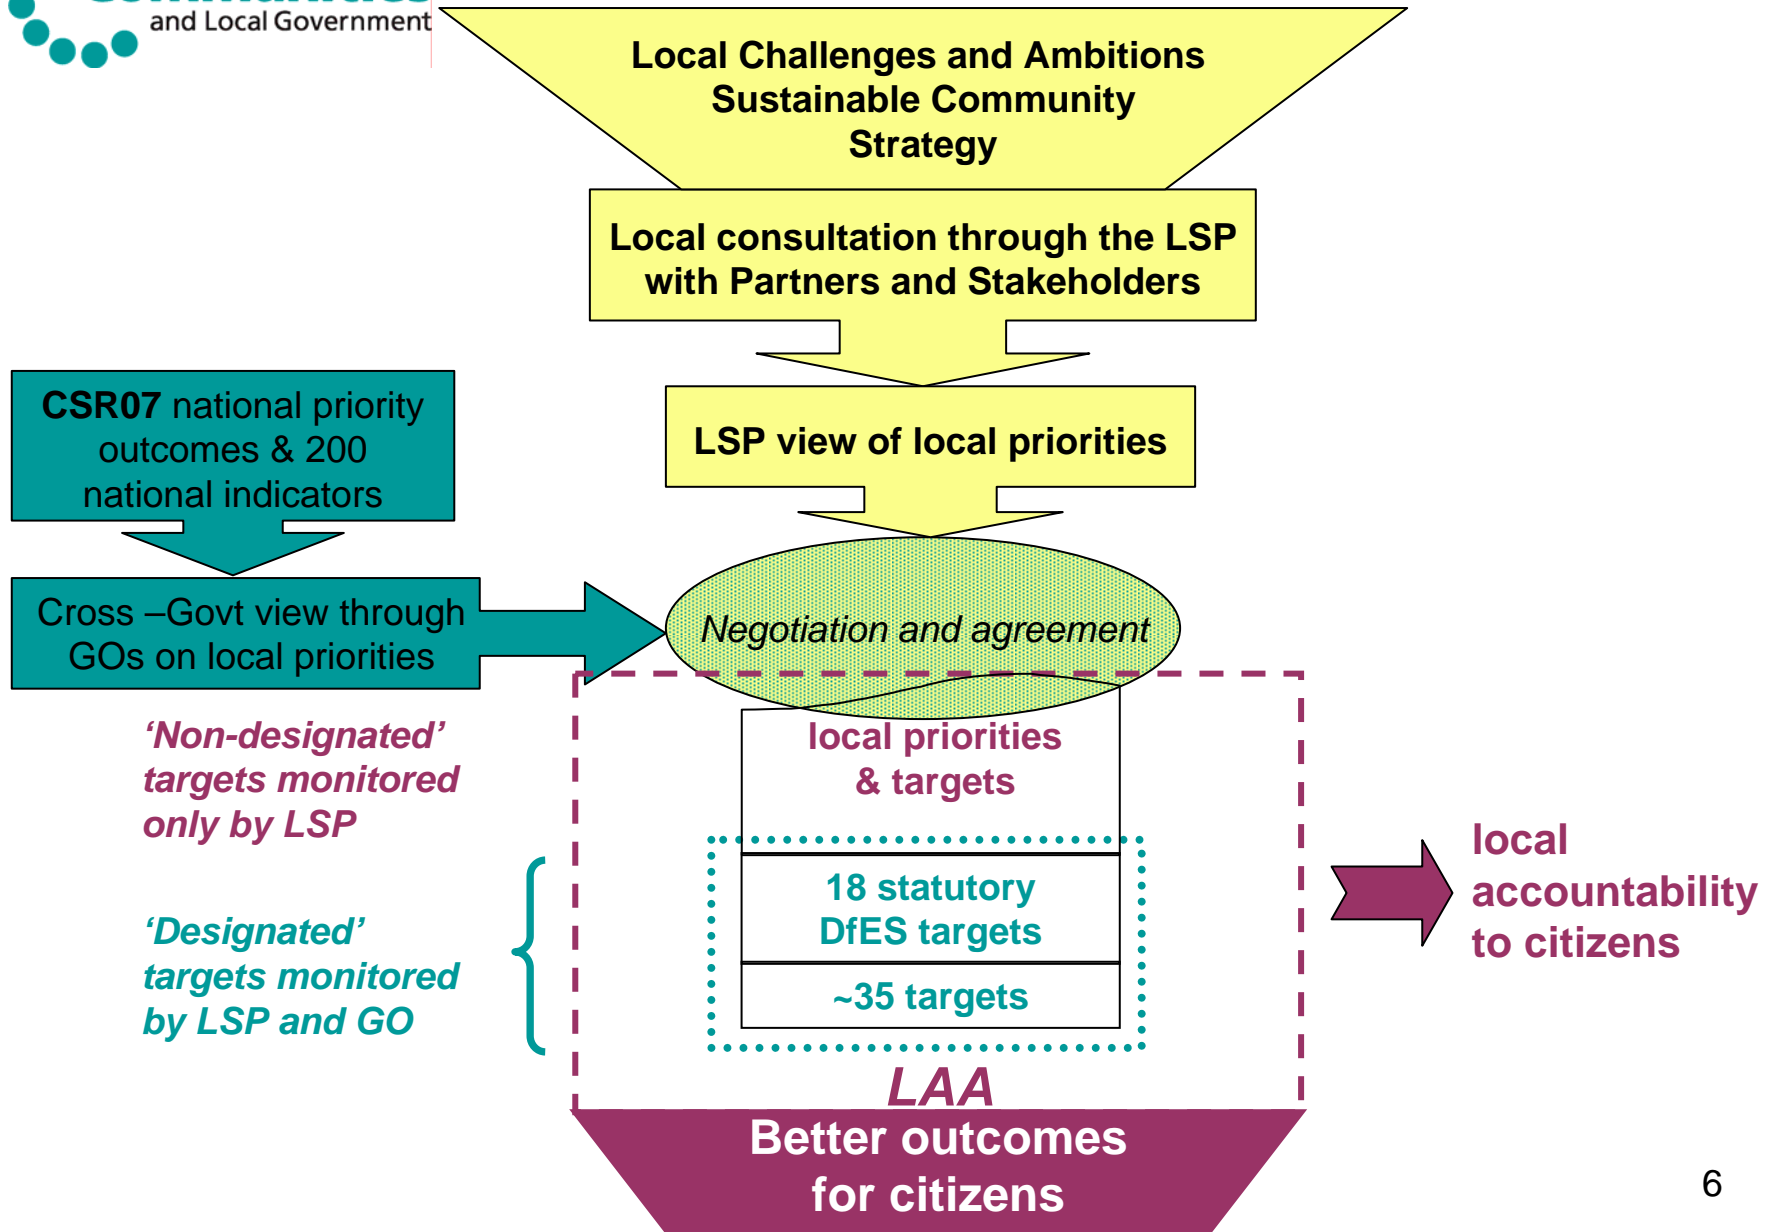 Communities
and Local Government
Local Challenges and Ambitions
Sustainable Community
Strategy
Local consultation through the LSP
with Partners and Stakeholders
CSR07 national priority
outcomes & 200
national indicators
LSP view of local priorities
Cross –Govt view through
GOs on local priorities
Negotiation and agreement
‘Non-designated’
targets monitored
only by LSP
local priorities
& targets
‘Designated’
targets monitored
by LSP and GO
18 statutory
DfES targets
~35 targets
local
accountability
to citizens
LAA
Better outcomes
for citizens
6